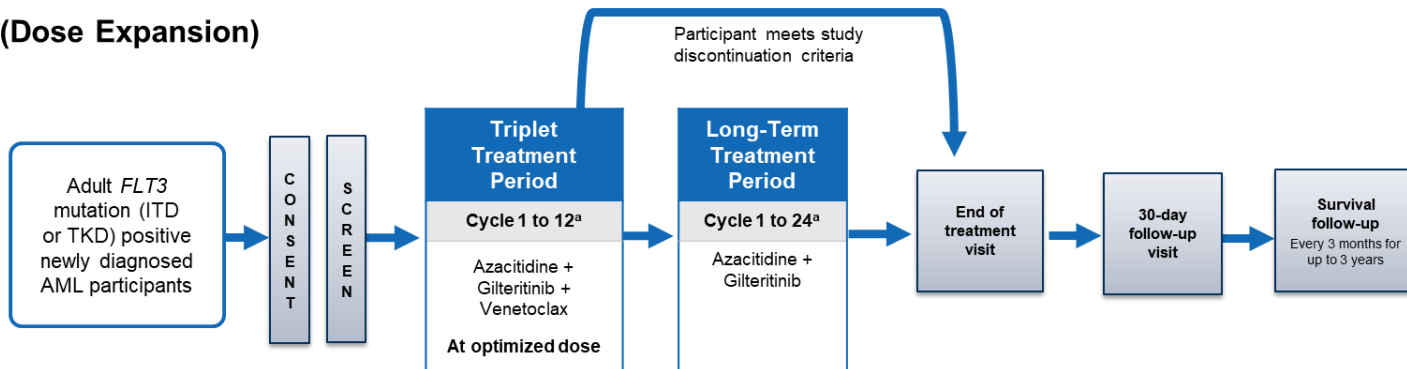 (Dose Expansion)
Participant meets study
discontinuation criteria
Adult FLT3
mutation (ITD
or TKD) positive
newly diagnosed
AML participants
CONSENT
SCREEN
Triplet
Treatment
Period
Cycle 1 to 12ᵃ
Azacitidine +
Gilteritinib +
Venetoclax
At optimized dose
Long-Term
Treatment
Period
Cycle 1 to 24ᵃ
Azacitidine +
Gilteritinib
End of
treatment
visit
30-day
follow-up
visit
Survival
follow-up
Every 3 months for
up to 3 years